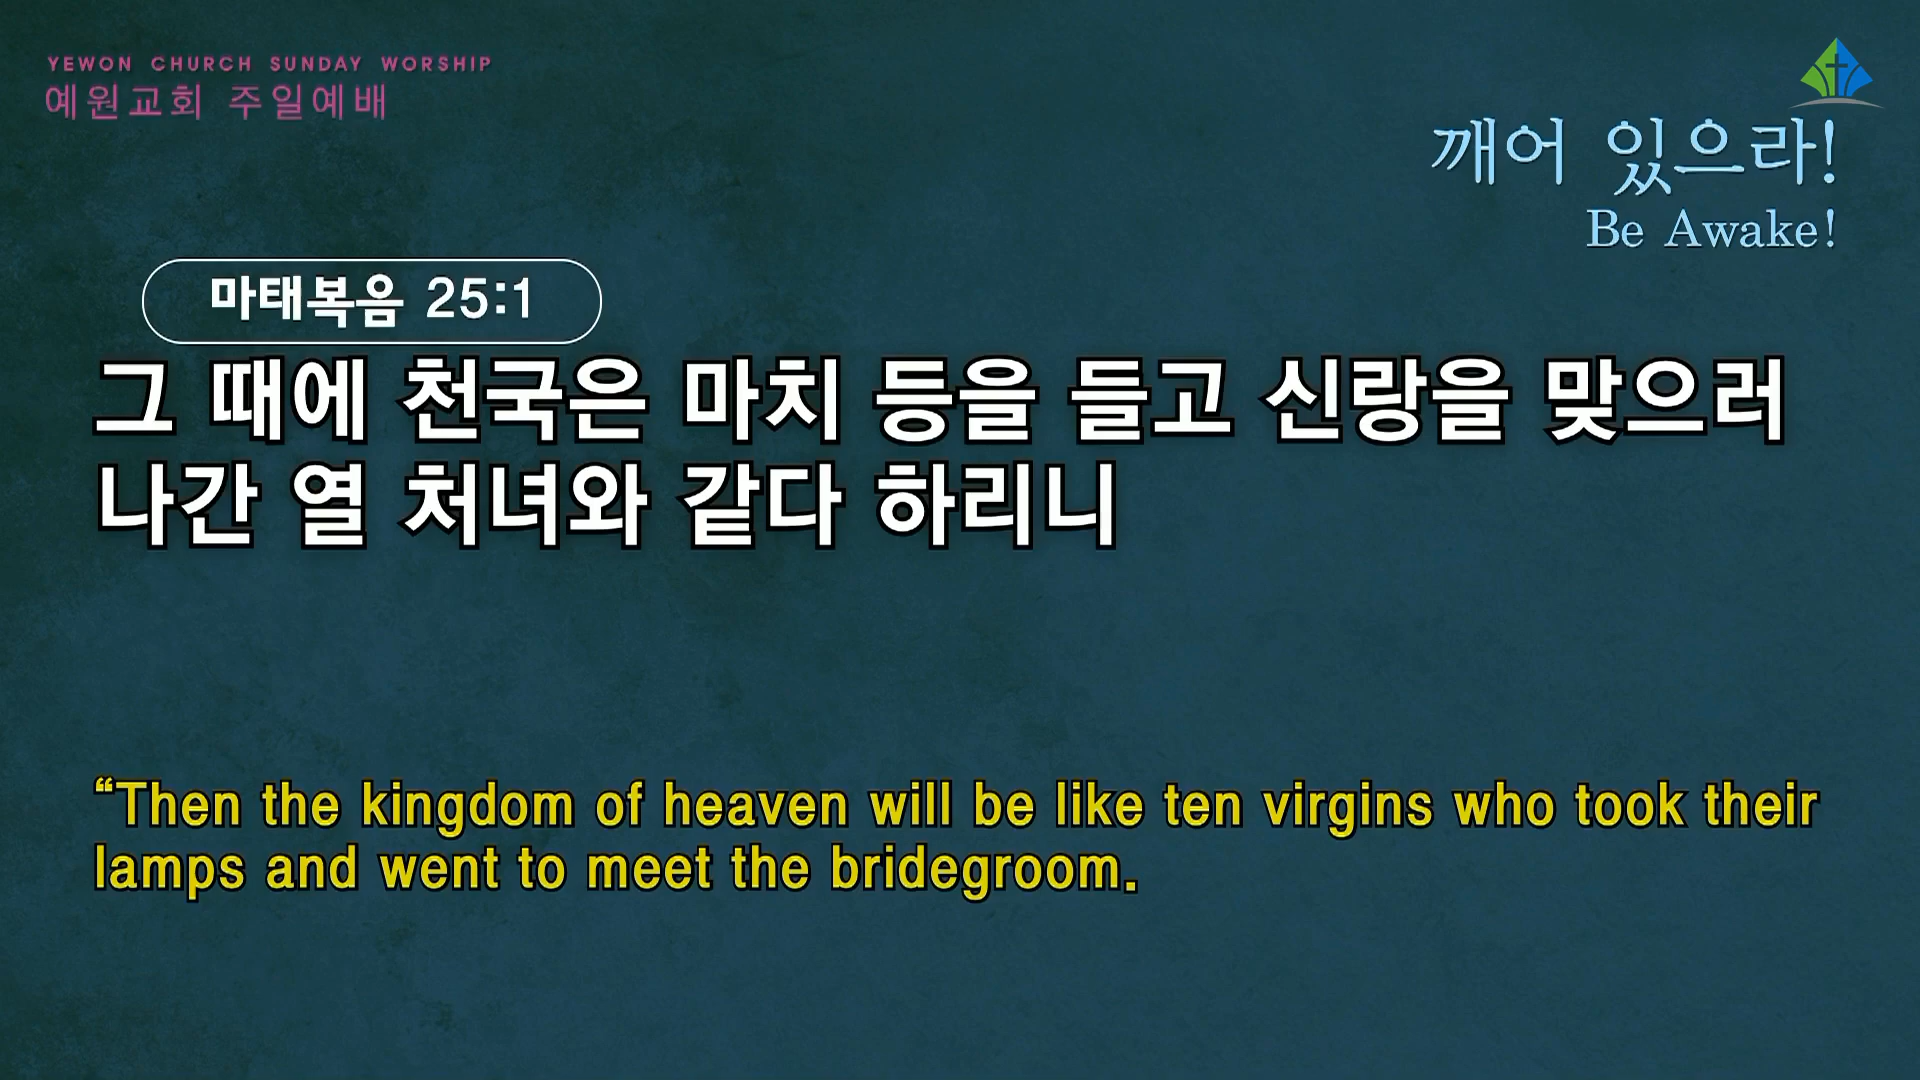 YEWON CHURCH SUNDAY WORSHIP
예원교회 주일예배
깨어 있으라!
Be Awake!
마태복음 25:1
그 때에 천국은 마치 등을 들고 신랑을 맞으러
나간 열 처녀와 같다 하리니
“Then the kingdom of heaven will be like ten virgins who took their
lamps and went to meet the bridegroom.